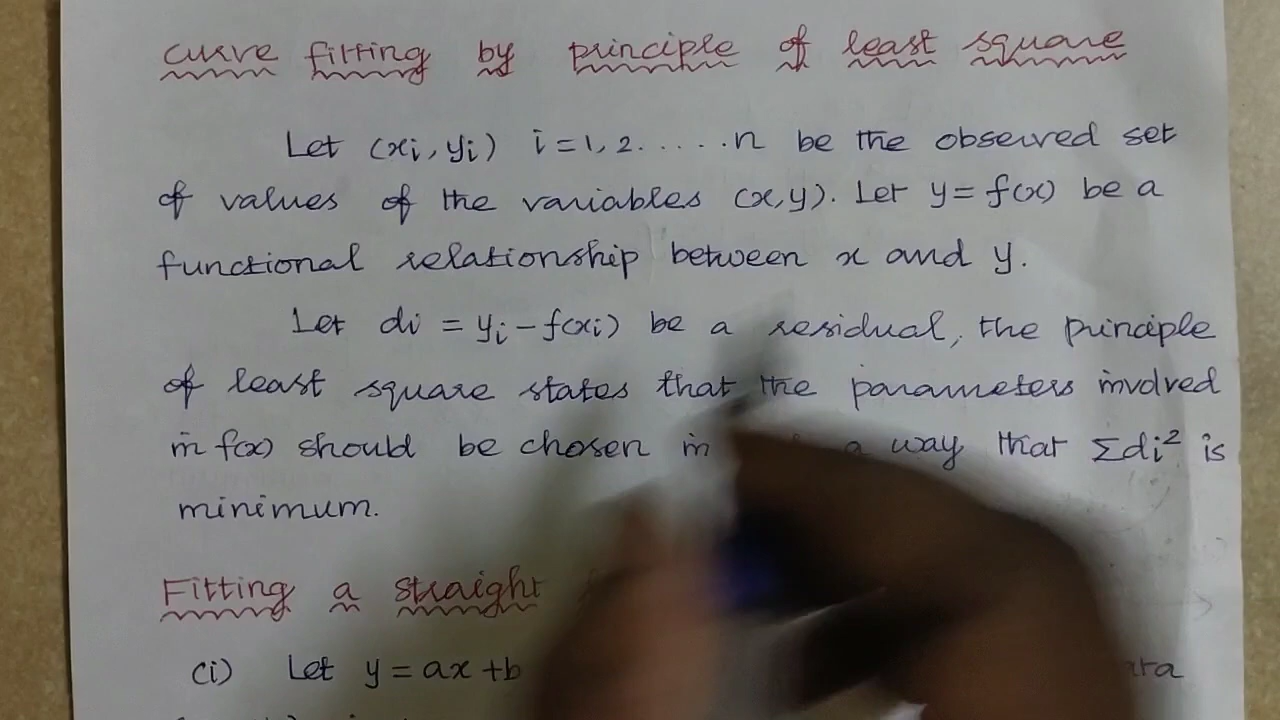 curve fitting by principle of least square
Let (xi, yi) i = 1, 2. . . . . . n be the observed set
of values of the variables (x,y). Let y = f(x) be a
functional relationship between x and y.
Let di = yi - f(xi) be a residual, the principle
of least square states that the parameters involved
in f(x) should be chosen in a way that Σdi² is
minimum.
Fitting a straight
(i) Let y = ax + b